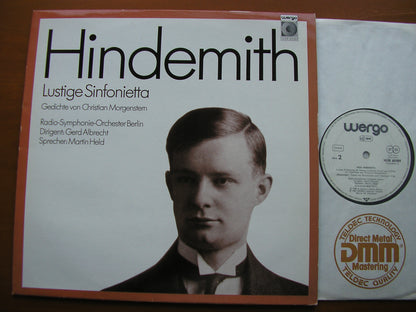 wergo
Hindemith
Lustige Sinfonietta
Gedichte von Christian Morgenstern
Radio-Symphonie-Orchester Berlin
Dirigent: Gerd Albrecht
Sprecher: Martin Held
wergo
2
TELDEC TECHNOLOGY
Direct Metal
DMM
Mastering
TELDEC QUALITY